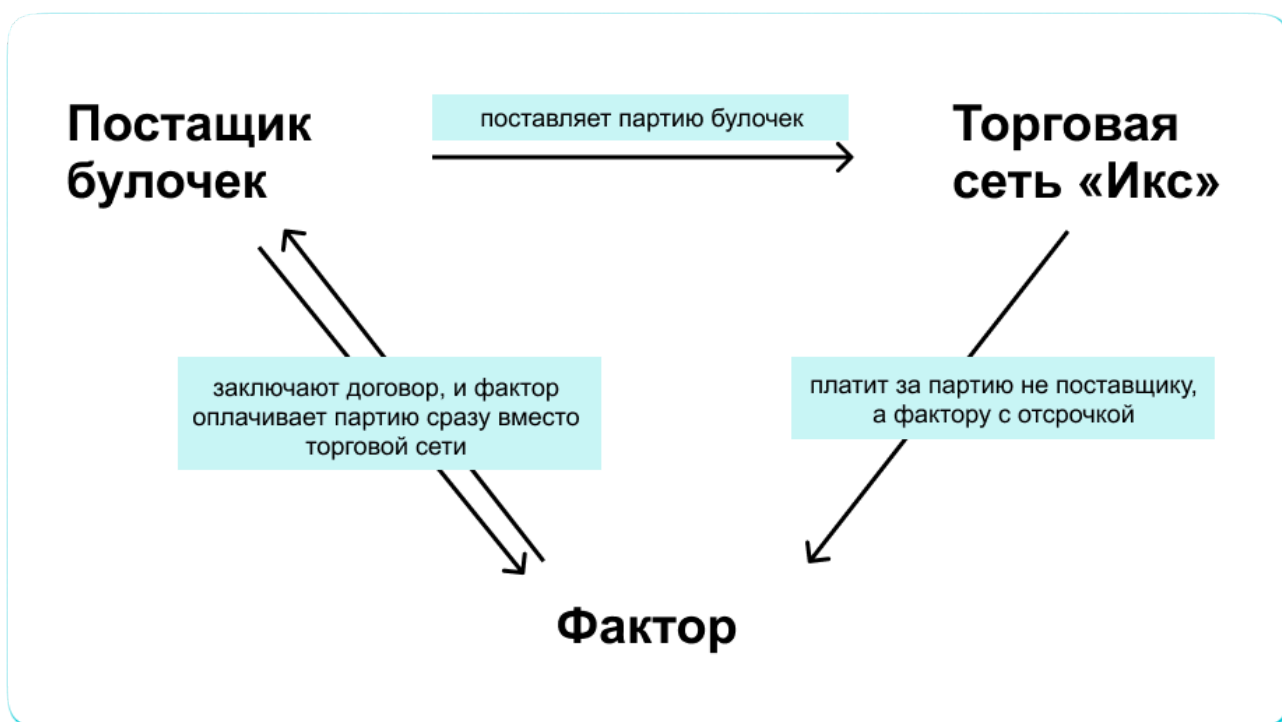 Постащик
булочек
поставляет партию булочек
Торговая
сеть «Икс»
заключают договор, и фактор
оплачивает партию сразу вместо
торговой сети
платит за партию не поставщику,
а фактору с отсрочкой
Фактор